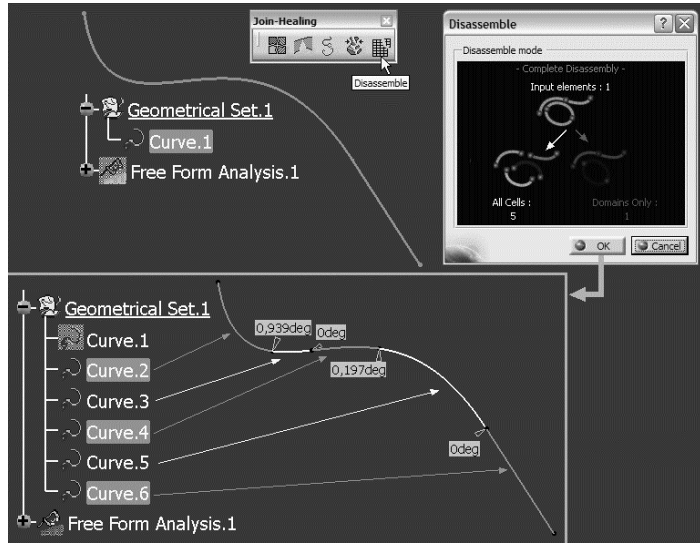 Join-Healing
Disassemble
Geometrical Set.1
Curve.1
Free Form Analysis.1
Disassemble
Disassemble mode
- Complete Disassembly -
Input elements : 1
All Cells :
5
Domains Only :
1
OK
Cancel
Geometrical Set.1
Curve.1
Curve.2
Curve.3
Curve.4
Curve.5
Curve.6
Free Form Analysis.1
0,939deg
0deg
0,197deg
0deg